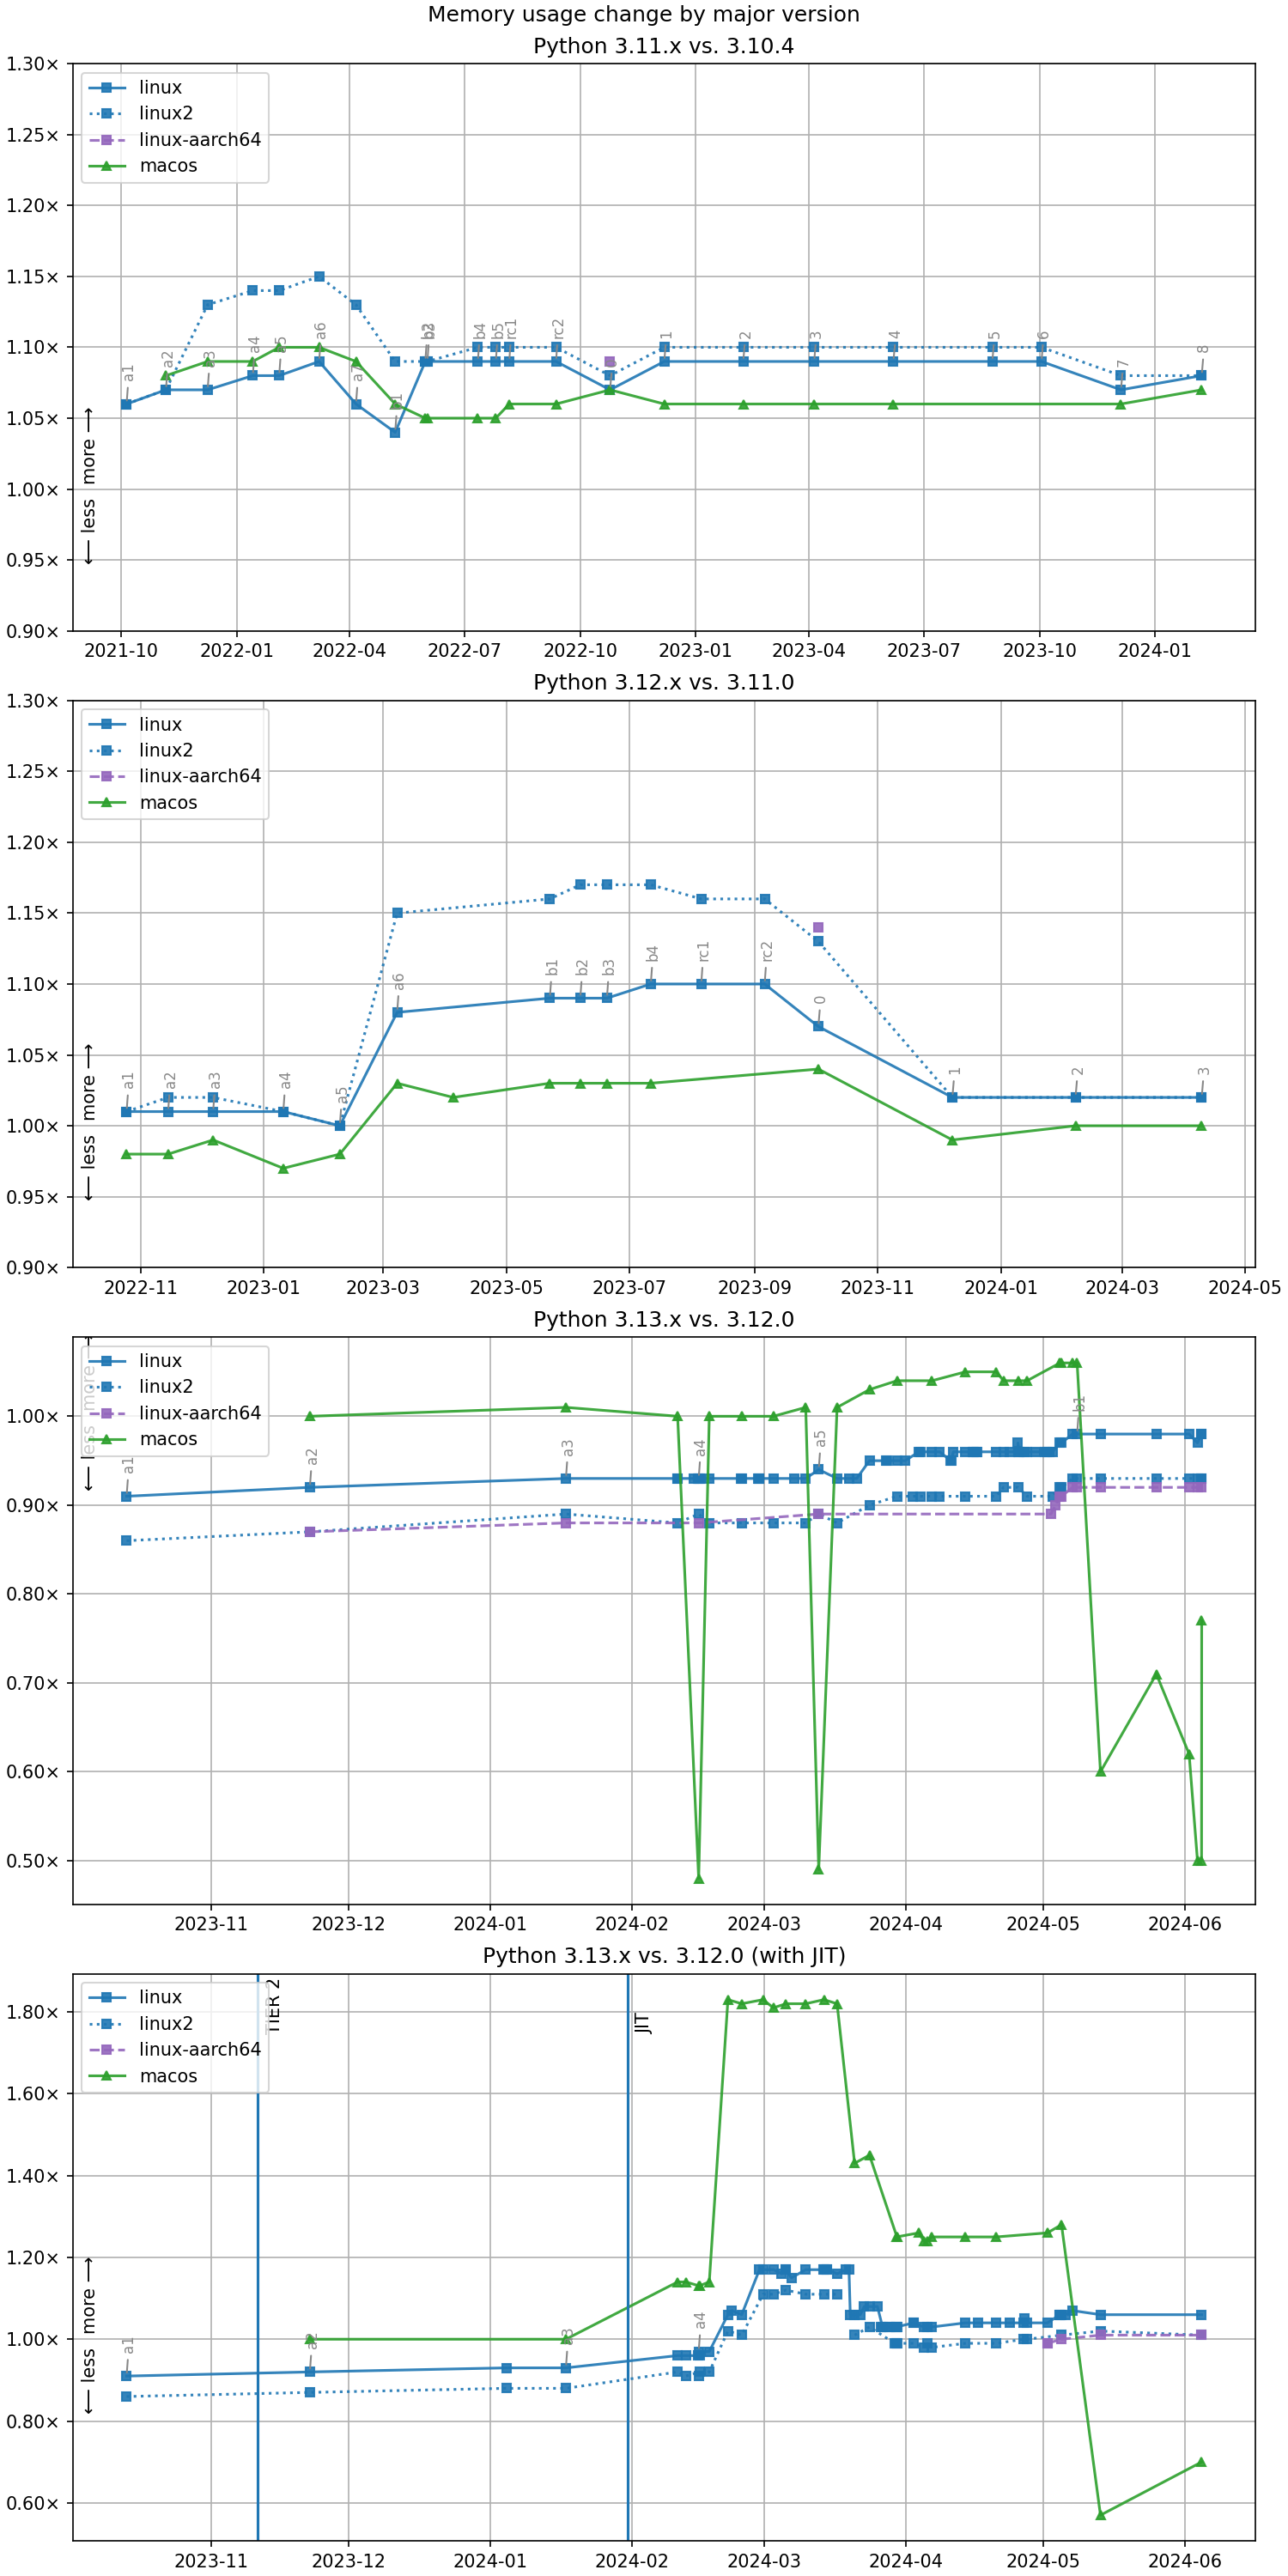 Memory usage change by major version
Python 3.11.x vs. 3.10.4
1.30×
1.25×
1.20×
1.15×
1.10×
1.05×
1.00×
0.95×
0.90×
linux
linux2
linux-aarch64
macos
a1
a2
a3
a4
a5
a6
a7
b1
b3
b4
b5
rc1
rc2
1
2
3
4
5
6
7
8
← less more →
2021-10
2022-01
2022-04
2022-07
2022-10
2023-01
2023-04
2023-07
2023-10
2024-01
Python 3.12.x vs. 3.11.0
1.30×
1.25×
1.20×
1.15×
1.10×
1.05×
1.00×
0.95×
0.90×
linux
linux2
linux-aarch64
macos
a1
a2
a3
a4
a5
a6
b1
b2
b3
b4
rc1
rc2
0
1
2
3
← less more →
2022-11
2023-01
2023-03
2023-05
2023-07
2023-09
2023-11
2024-01
2024-03
2024-05
Python 3.13.x vs. 3.12.0
1.00×
0.90×
0.80×
0.70×
0.60×
0.50×
linux
linux2
linux-aarch64
macos
a1
a2
a3
a4
a5
b1
← less more →
2023-11
2023-12
2024-01
2024-02
2024-03
2024-04
2024-05
2024-06
Python 3.13.x vs. 3.12.0 (with JIT)
1.80×
1.60×
1.40×
1.20×
1.00×
0.80×
0.60×
linux
linux2
linux-aarch64
macos
TIER 2
JIT
a1
a2
a3
a4
← less more →
2023-11
2023-12
2024-01
2024-02
2024-03
2024-04
2024-05
2024-06